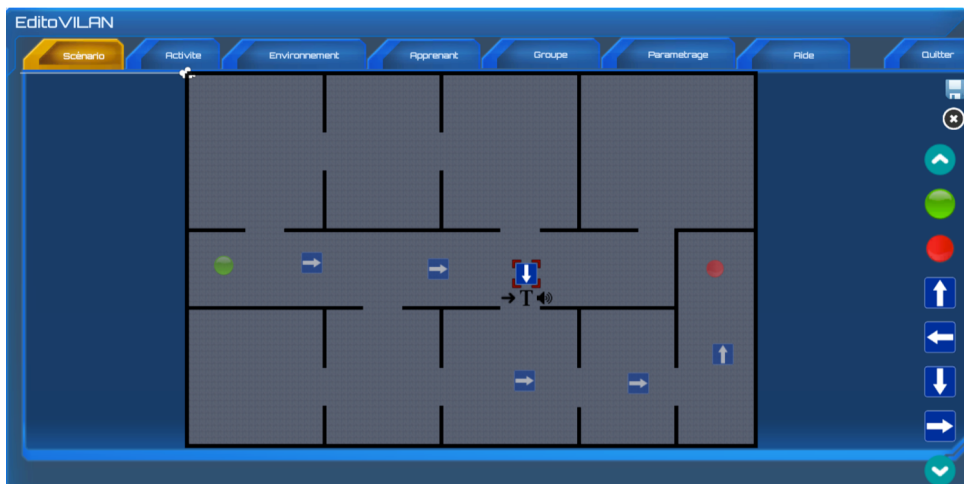 EditoVILAN
Scénario Activite Environnement Apprenant Groupe Parametrage Aide Quitter
T